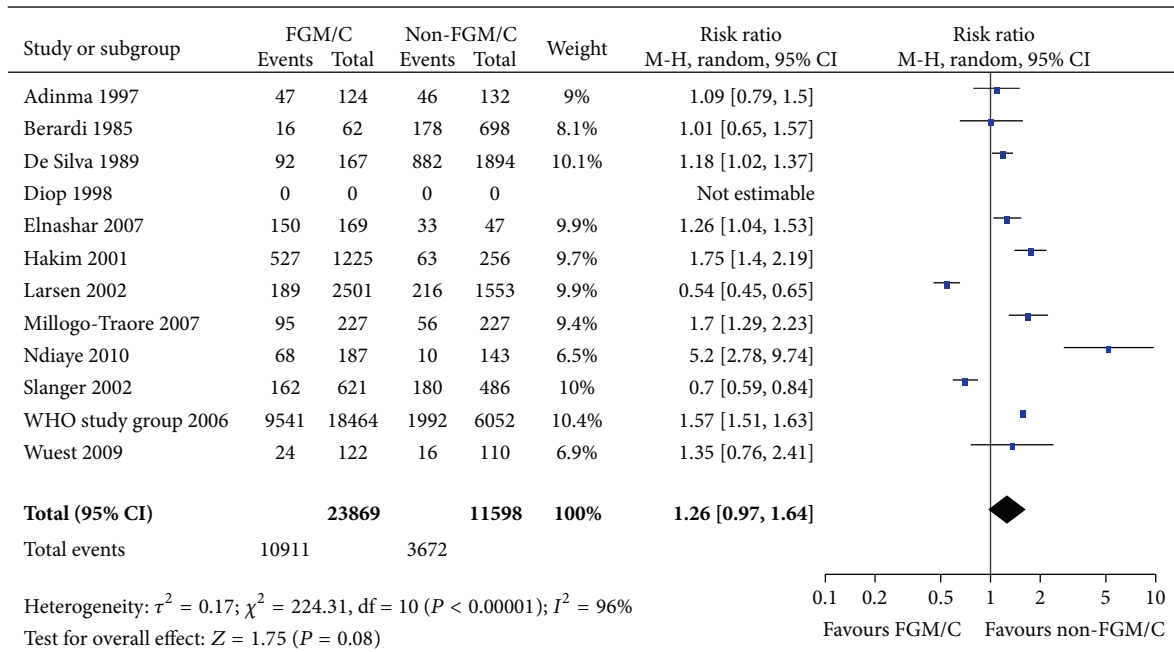 Study or subgroup FGM/C Non-FGM/C Weight Risk ratio Risk ratio
Events Total Events Total M-H, random, 95% CI M-H, random, 95% CI
Adinma 1997 47 124 46 132 9% 1.09 [0.79, 1.5]
Berardi 1985 16 62 178 698 8.1% 1.01 [0.65, 1.57]
De Silva 1989 92 167 882 1894 10.1% 1.18 [1.02, 1.37]
Diop 1998 0 0 0 0 Not estimable
Elnashar 2007 150 169 33 47 9.9% 1.26 [1.04, 1.53]
Hakim 2001 527 1225 63 256 9.7% 1.75 [1.4, 2.19]
Larsen 2002 189 2501 216 1553 9.9% 0.54 [0.45, 0.65]
Millogo-Traore 2007 95 227 56 227 9.4% 1.7 [1.29, 2.23]
Ndiaye 2010 68 187 10 143 6.5% 5.2 [2.78, 9.74]
Slanger 2002 162 621 180 486 10% 0.7 [0.59, 0.84]
WHO study group 2006 9541 18464 1992 6052 10.4% 1.57 [1.51, 1.63]
Wuest 2009 24 122 16 110 6.9% 1.35 [0.76, 2.41]
Total (95% CI) 23869 11598 100% 1.26 [0.97, 1.64]
Total events 10911 3672
Heterogeneity: τ² = 0.17; χ² = 224.31, df = 10 (P < 0.00001); I² = 96%
Test for overall effect: Z = 1.75 (P = 0.08)
0.1 0.2 0.5 1 2 5 10
Favours FGM/C Favours non-FGM/C